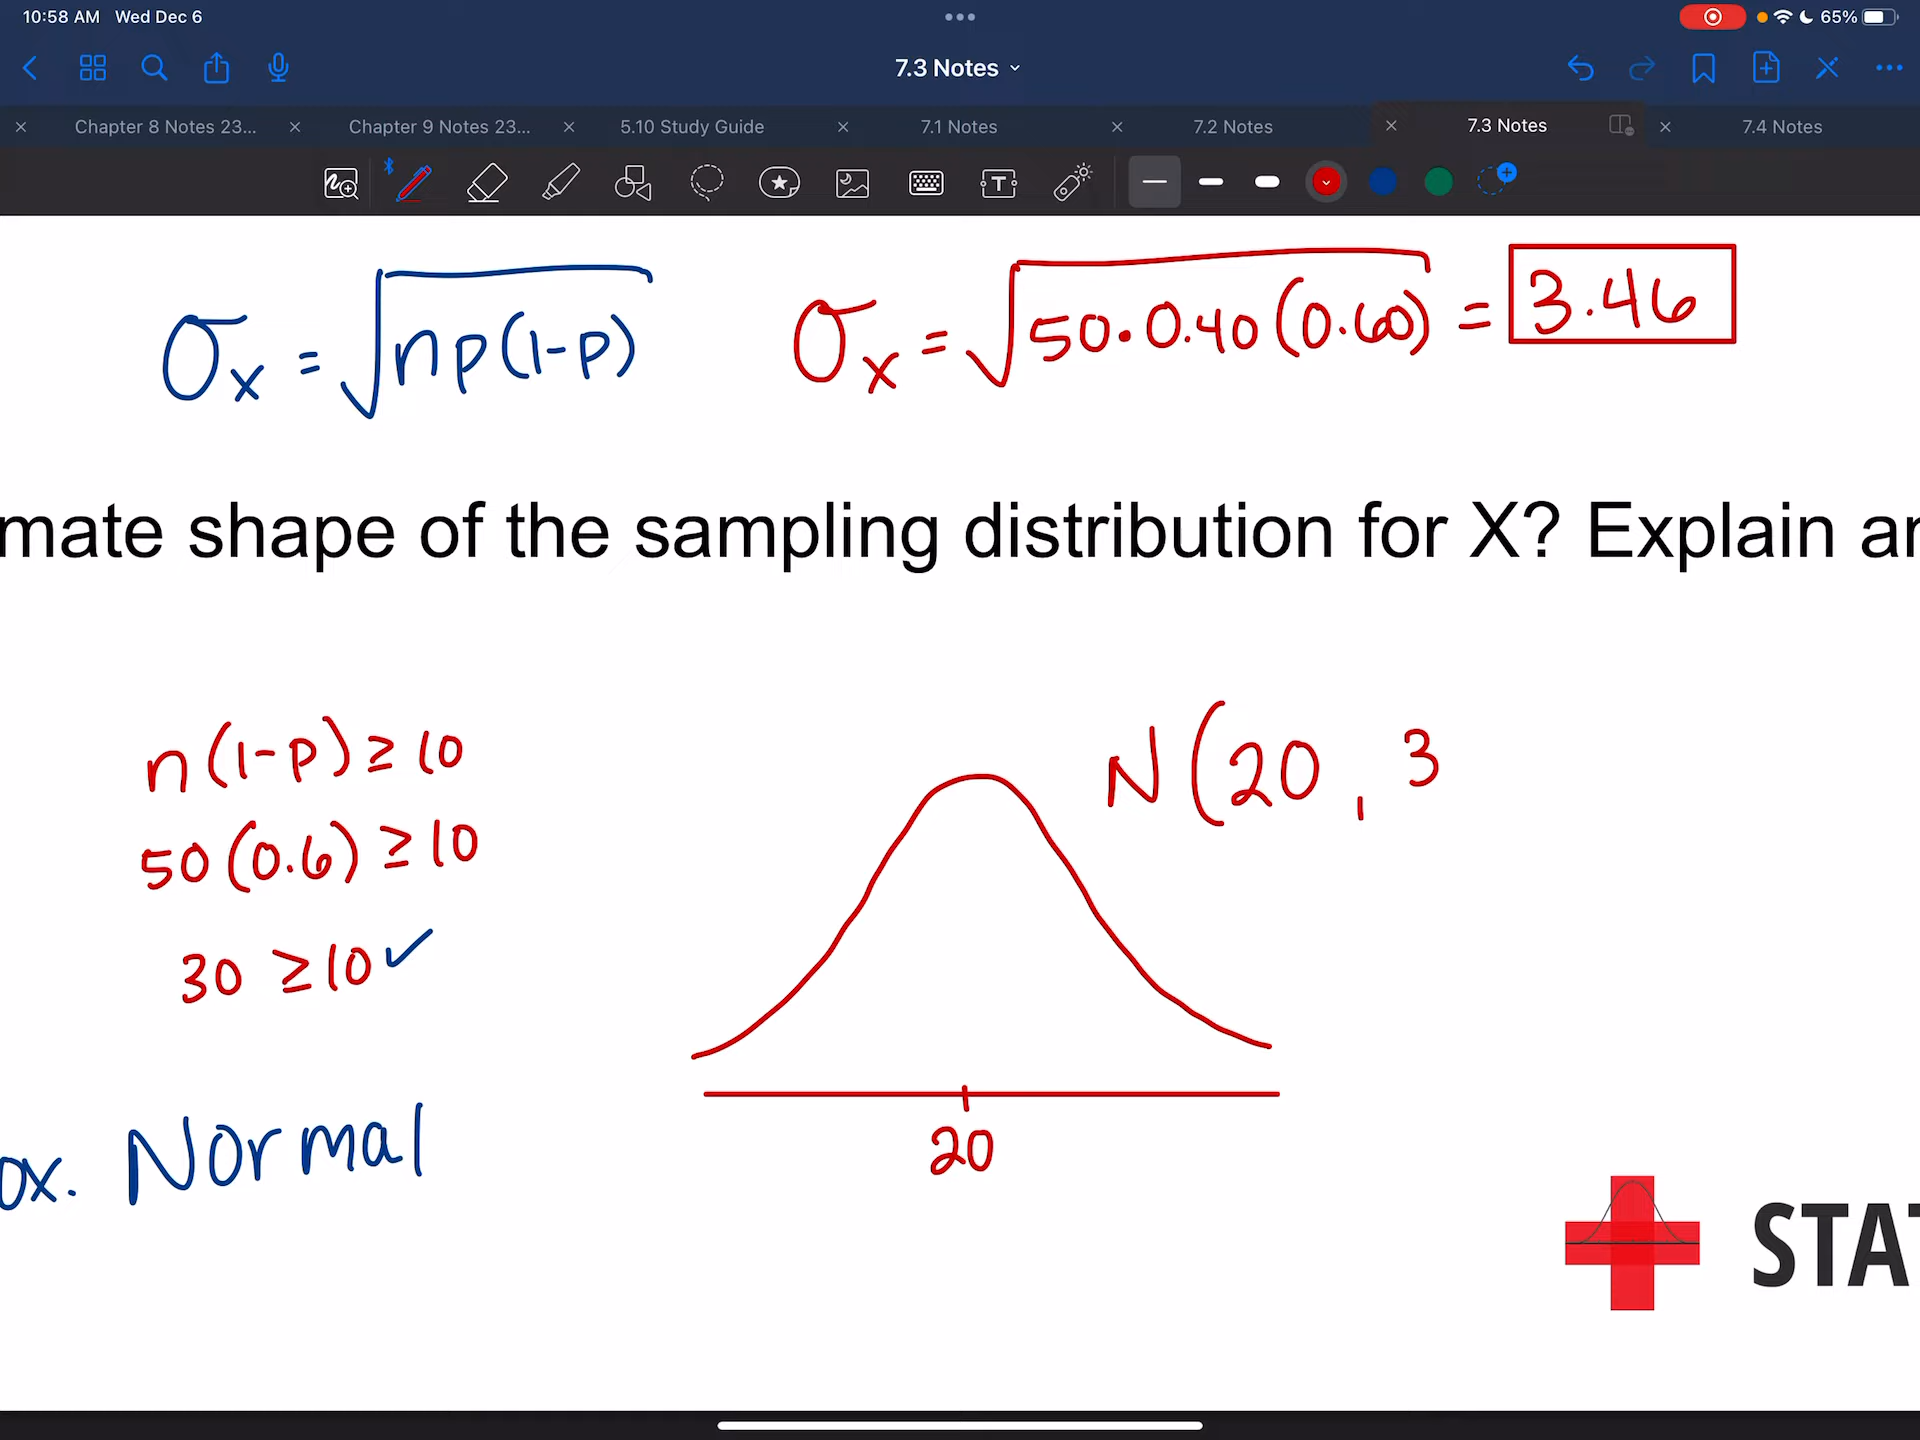 10:58 AM Wed Dec 6
65%
7.3 Notes
Chapter 8 Notes 23...
Chapter 9 Notes 23...
5.10 Study Guide
7.1 Notes
7.2 Notes
7.3 Notes
7.4 Notes
σx = √np(1-p)
σx = √50·0.40(0.60) = 3.46
mate shape of the sampling distribution for X? Explain ar
n(1-p) ≥ 10
50(0.6) ≥ 10
30 ≥ 10 ✓
ox. Normal
N(20, 3
20
STAT